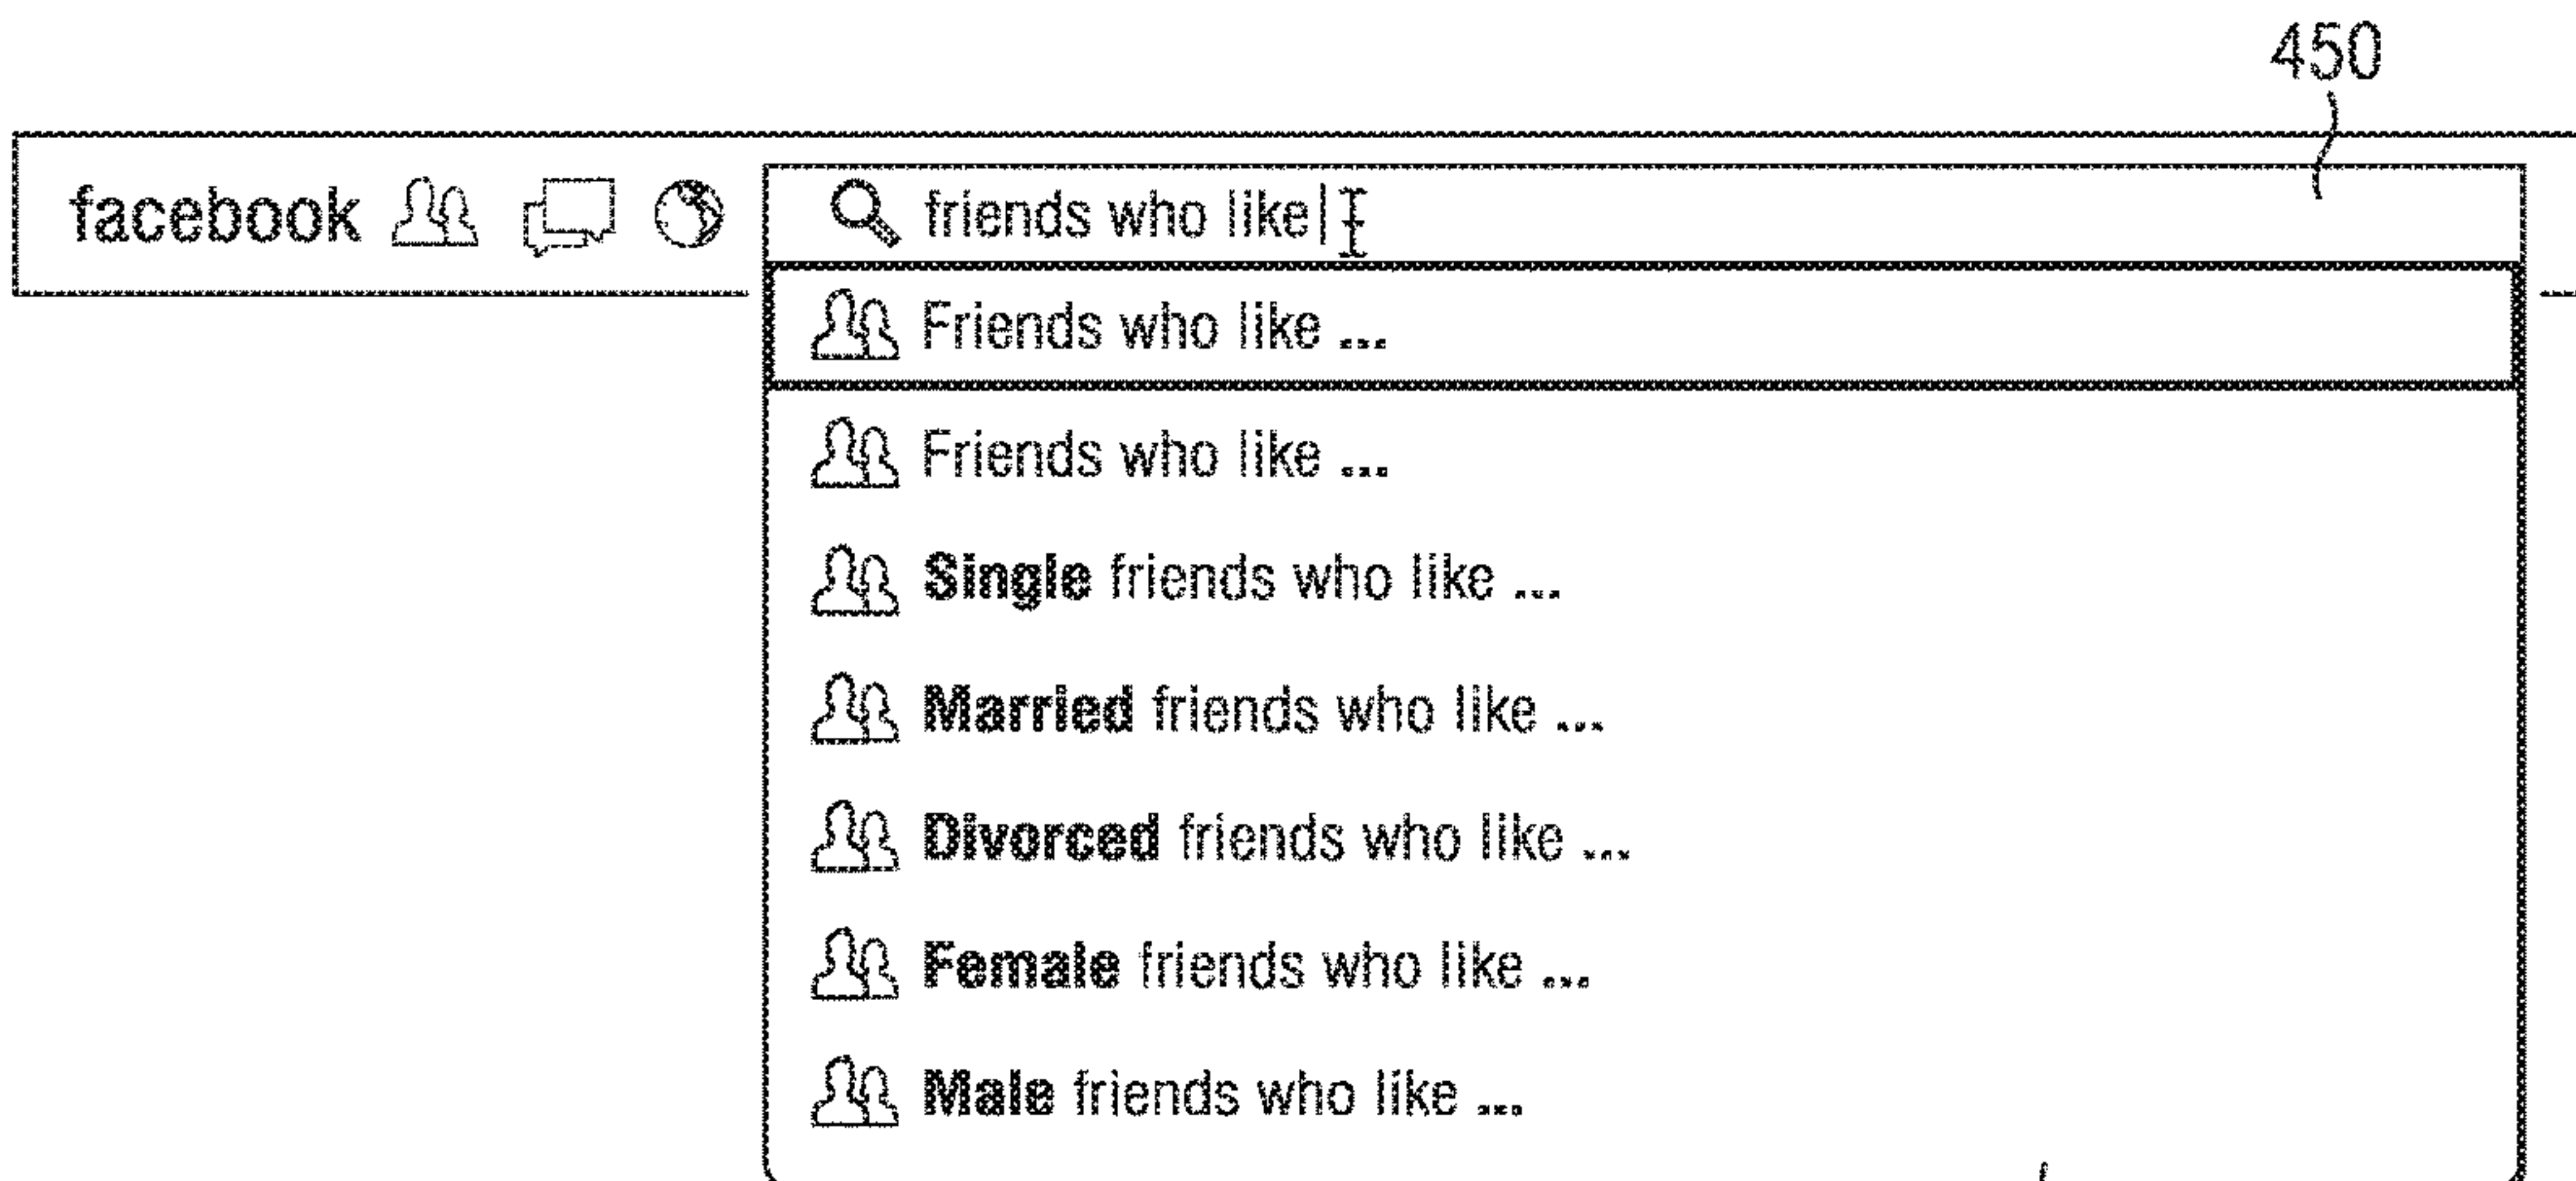 450
facebook friends who like
Friends who like ...
Friends who like ...
Single friends who like ...
Married friends who like ...
Divorced friends who like ...
Female friends who like ...
Male friends who like ...